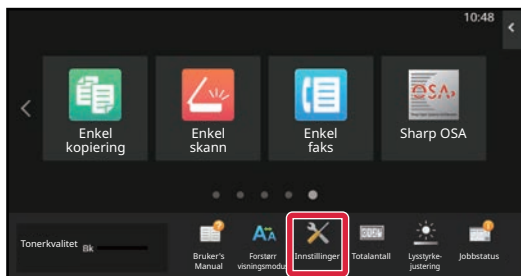 10:48
Enkel
kopiering
Enkel
skann
Enkel
faks
Sharp OSA
Tonerkvalitet Bk
Bruker's
Manual
Forstørr
visningsmodus
Innstillinger
Totalantall
Lysstyrke-
justering
Jobbstatus